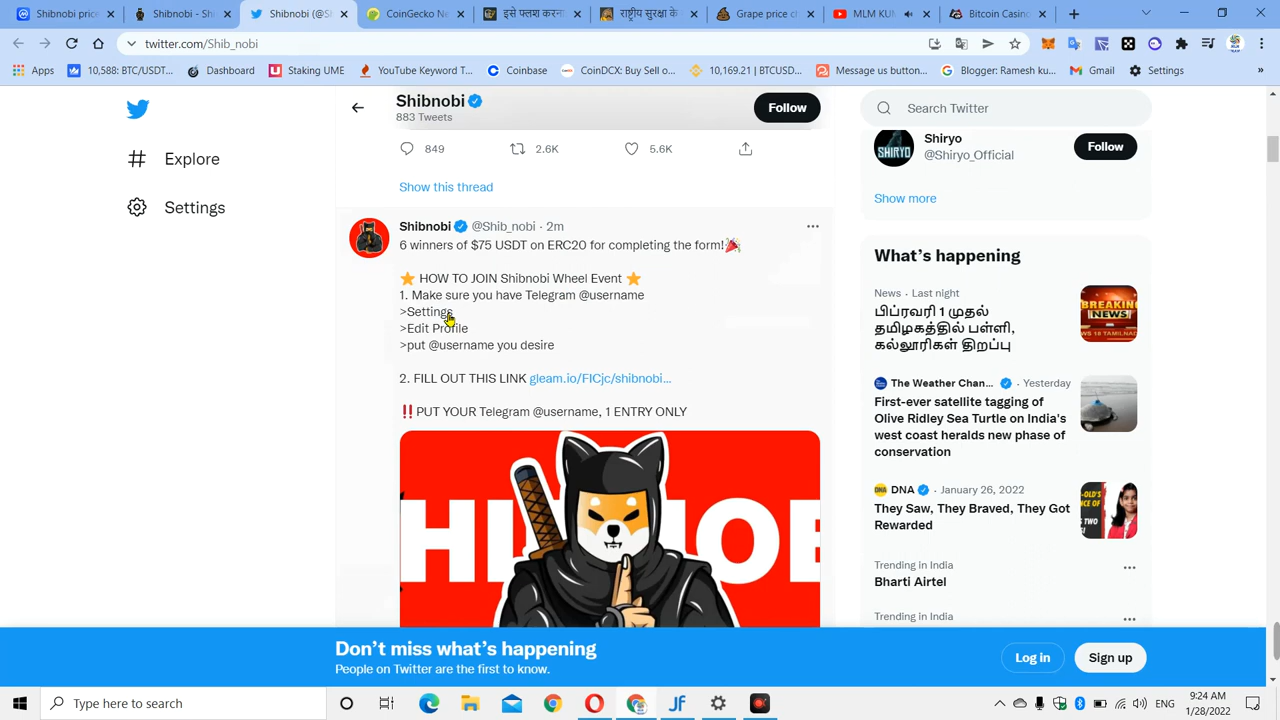 Shibnobi price
Shibnobi - Sh
Shibnobi (@Sh
इसे फ्लश करना
राष्ट्रीय सुरक्षा के
Grape price ch
MLM KUMA
twitter.com/Shib_nobi
Apps
10,588: BTC/USDT...
Dashboard
Staking UME
YouTube Keyword T...
Coinbase
CoinDCX: Buy sel o...
10,169.21 | BTCUSD...
Message us button...
Blogger: Ramesh ku...
Gmail
Settings
Explore
Settings
Shibnobi
883 Tweets
Follow
849
2.6K
5.6K
Show this thread
Shibnobi @Shib_nobi · 2m
6 winners of $75 USDT on ERC20 for completing the form!
HOW TO JOIN Shibnobi Wheel Event
1. Make sure you have Telegram @username
>Settings
>Edit Profile
>put @username you desire
2. FILL OUT THIS LINK gleam.io/FICjc/shibnobi…
‼PUT YOUR Telegram @username, 1 ENTRY ONLY
Search Twitter
SHIRYO
Shiryo
@Shiryo_Official
Follow
Show more
What's happening
News · Last night
பிப்ரவரி 1 முதல்
தமிழகத்தில் பள்ளி,
கல்லூரிகள் திறப்பு
BREAKING
NEWS
The Weather Chan... · Yesterday
First-ever satellite tagging of
Olive Ridley Sea Turtle on India's
west coast heralds new phase of
conservation
DNA · January 26, 2022
They Saw, They Braved, They Got
Rewarded
Trending in India
Bharti Airtel
Trending in India
Don't miss what's happening
People on Twitter are the first to know.
Log in
Sign up
Type here to search
ENG
9:24 AM
1/28/2022